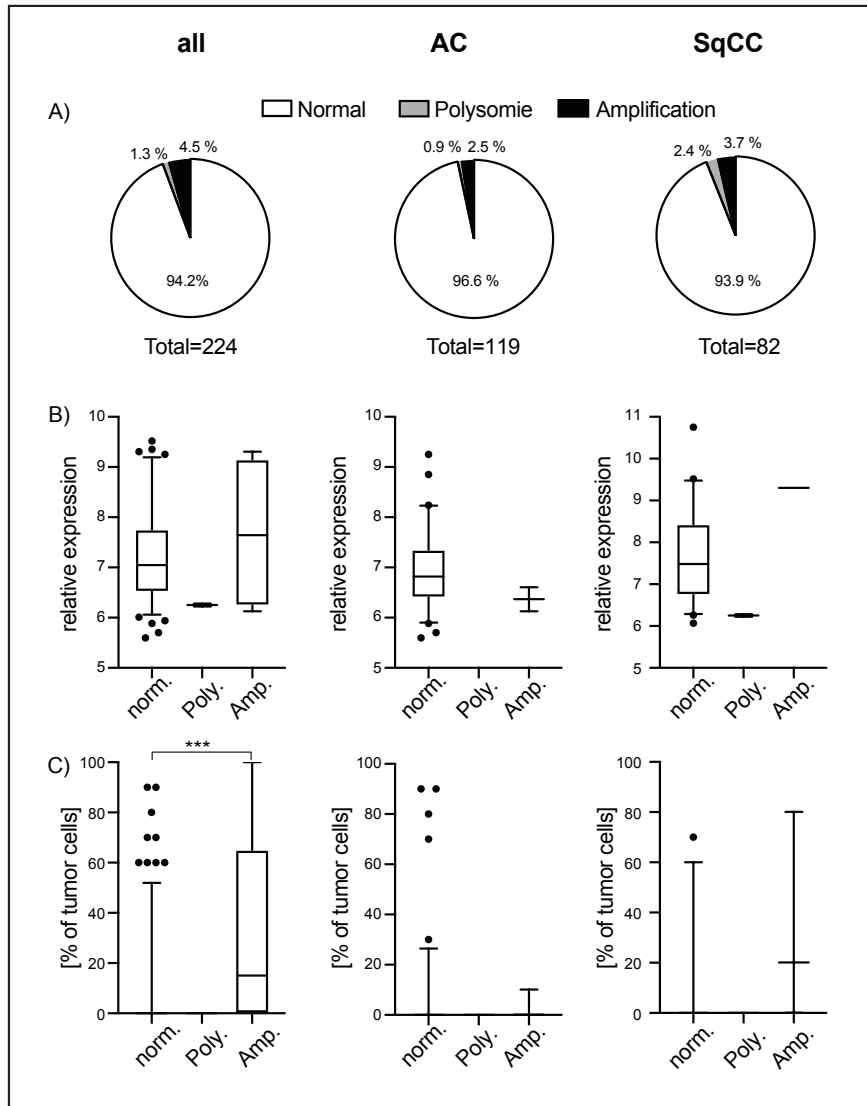 all AC SqCC
A)
Normal Polysomie Amplification
1.3 % 4.5 % 0.9 % 2.5 % 2.4 % 3.7 %
94.2% 96.6 % 93.9 %
Total=224 Total=119 Total=82
B)
relative expression
10
9
8
7
6
5
norm. Poly. Amp.
relative expression
10
9
8
7
6
5
norm. Poly. Amp.
relative expression
11
10
9
8
7
6
5
norm. Poly. Amp.
C)
[% of tumor cells]
100
80
60
40
20
0
***
norm. Poly. Amp.
[% of tumor cells]
100
80
60
40
20
0
norm. Poly. Amp.
[% of tumor cells]
100
80
60
40
20
0
norm. Poly. Amp.